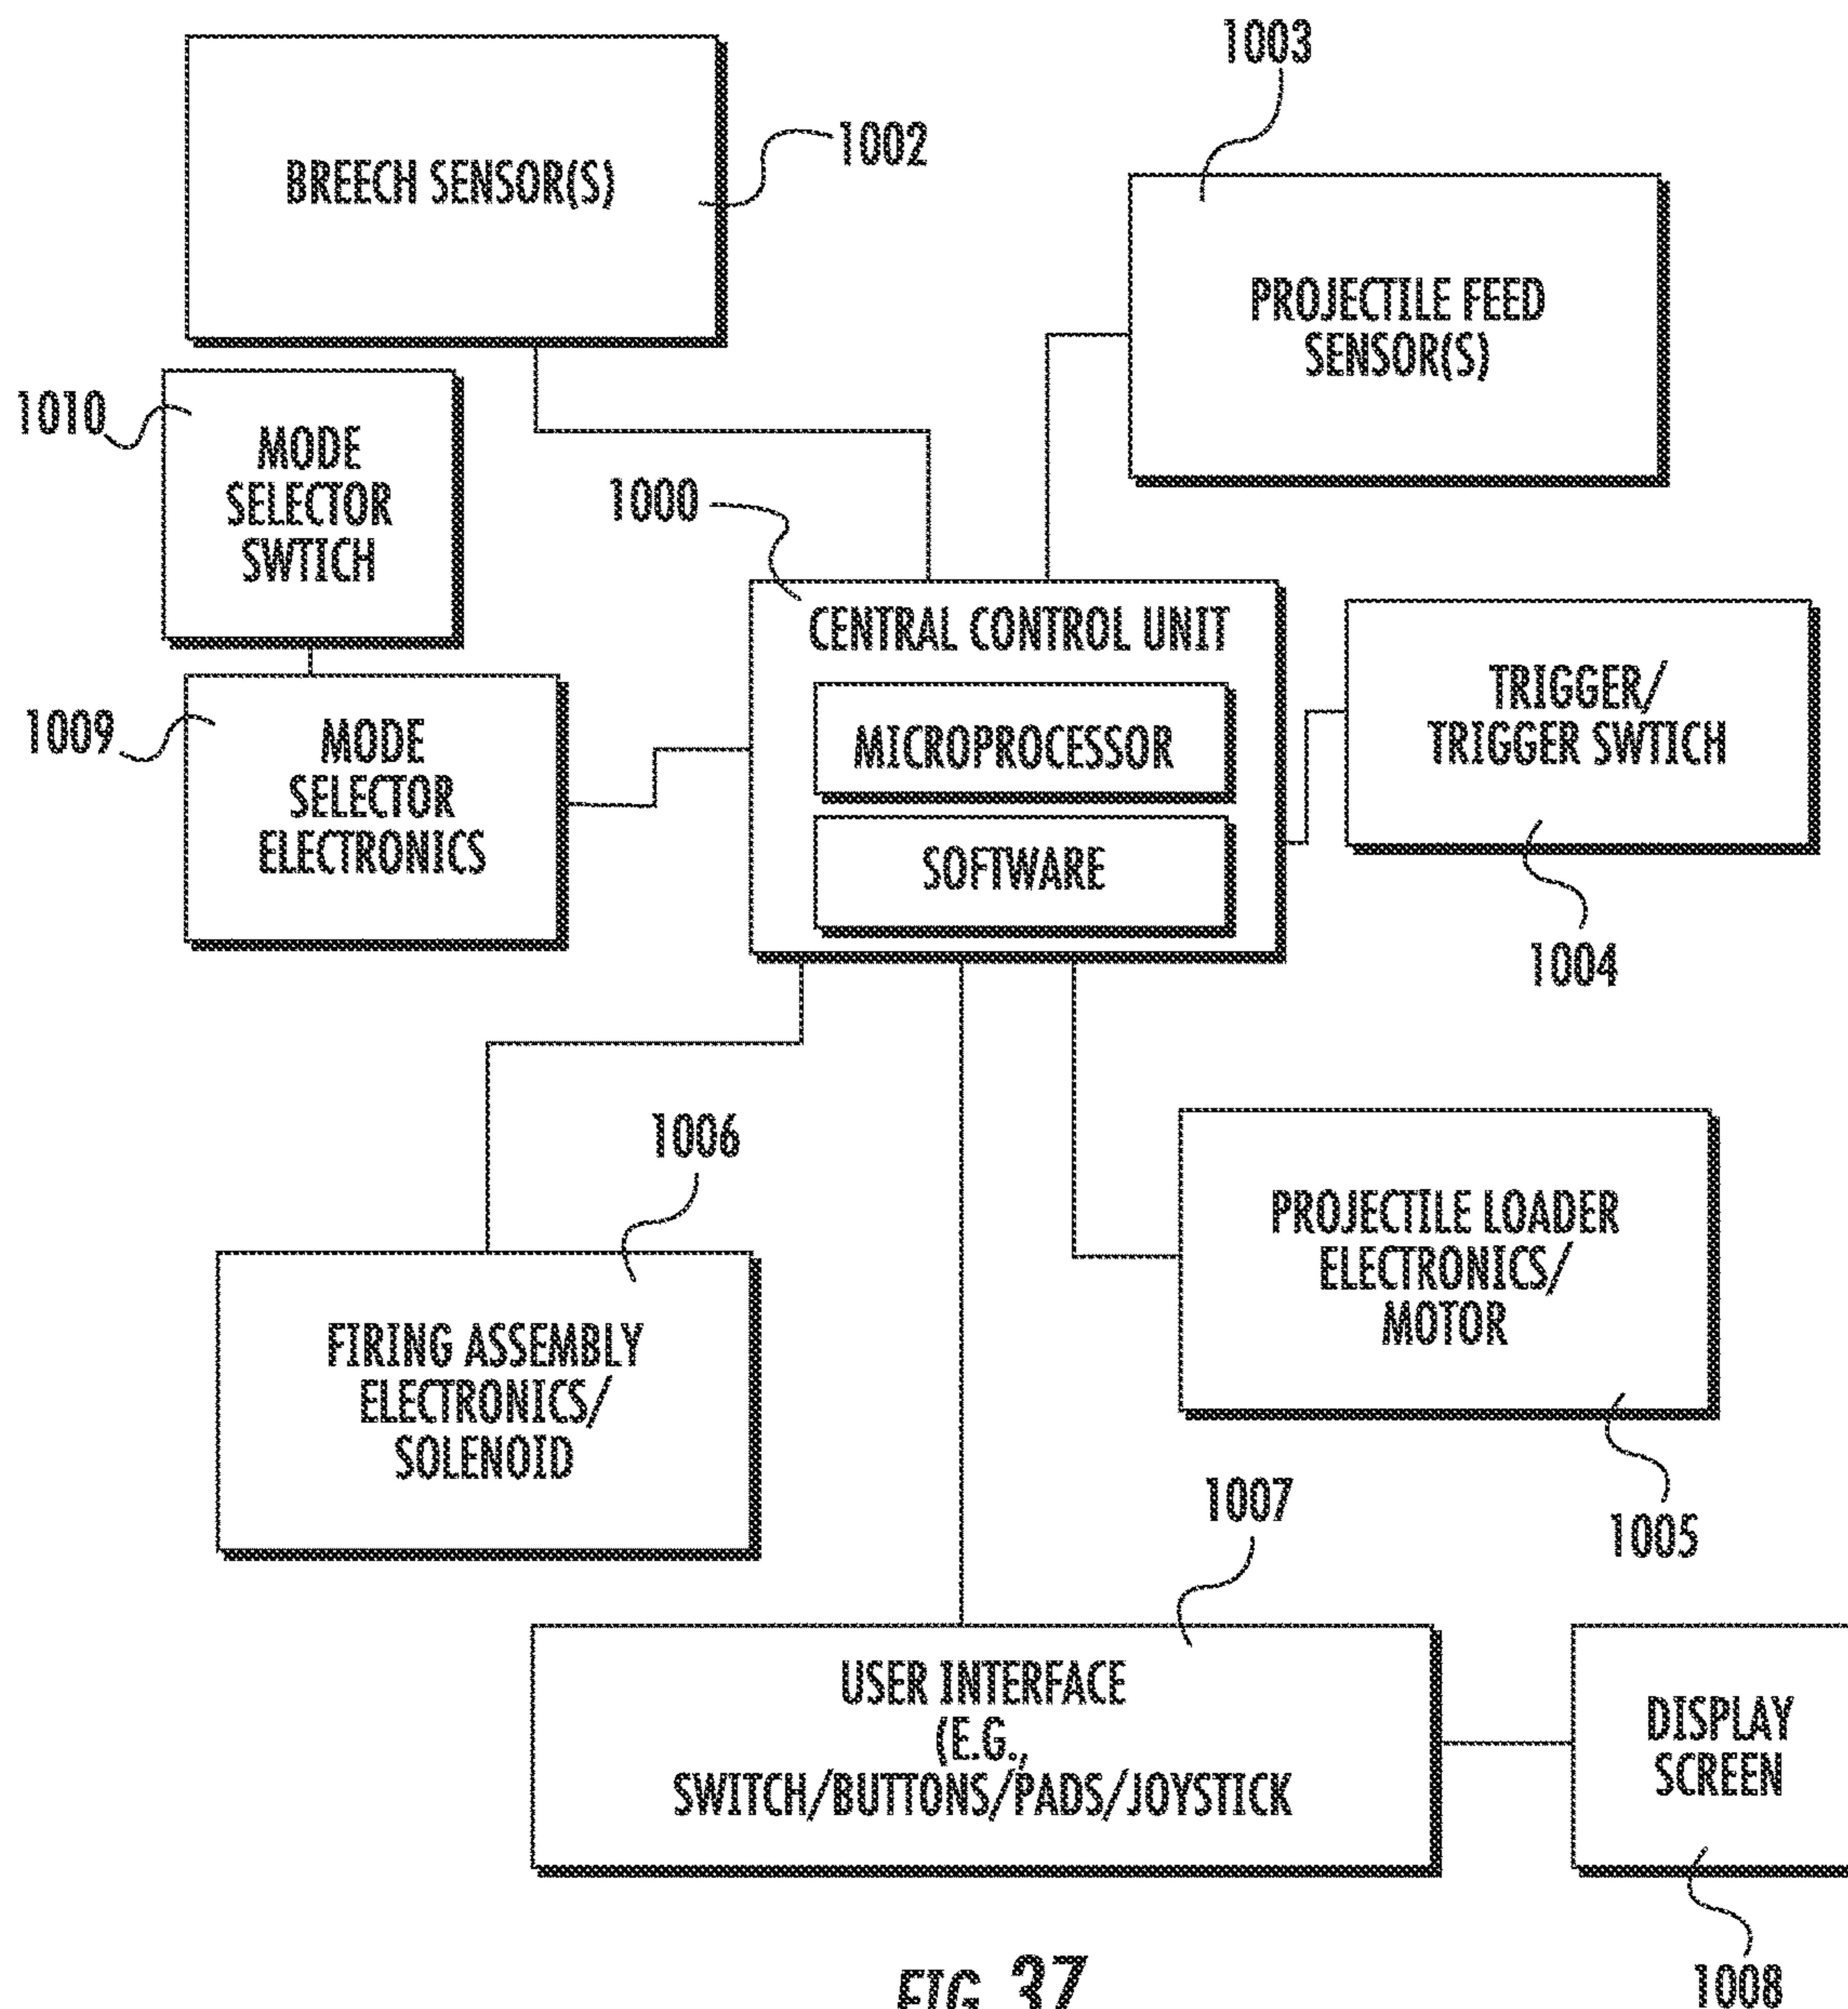 1003
1002
BREECH SENSOR(S)
PROJECTILE FEED
SENSOR(S)
1010
MODE
SELECTOR
SWTICH
1000
CENTRAL CONTROL UNIT
MICROPROCESSOR
SOFTWARE
TRIGGER/
TRIGGER SWTICH
1004
1009
MODE
SELECTOR
ELECTRONICS
1006
FIRING ASSEMBLY
ELECTRONICS/
SOLENOID
PROJECTILE LOADER
ELECTRONICS/
MOTOR
1005
1007
USER INTERFACE
(E.G.,
SWITCH/BUTTONS/PADS/JOYSTICK
DISPLAY
SCREEN
1008
FIG. 37